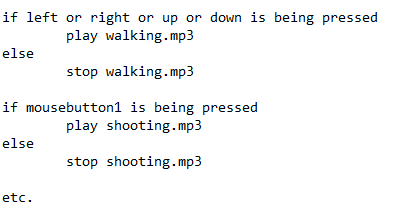 if left or right or up or down is being pressed
play walking.mp3
else
stop walking.mp3
if mousebutton1 is being pressed
play shooting.mp3
else
stop shooting.mp3
etc.